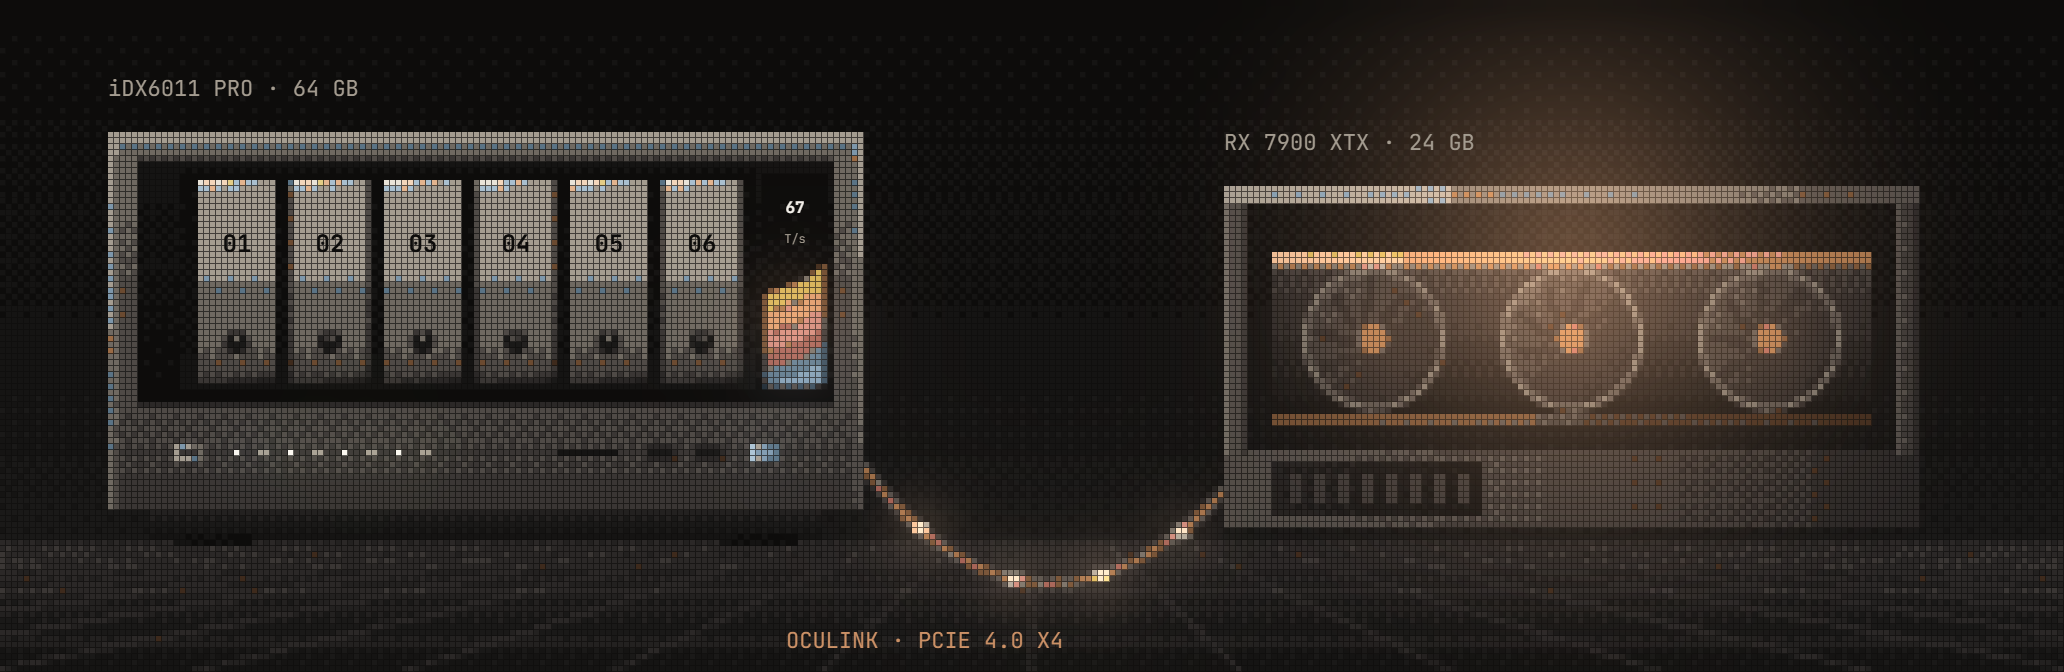 iDX6011 PRO · 64 GB
RX 7900 XTX · 24 GB
67
T/s
01 02 03 04 05 06
OCULINK · PCIE 4.0 X4